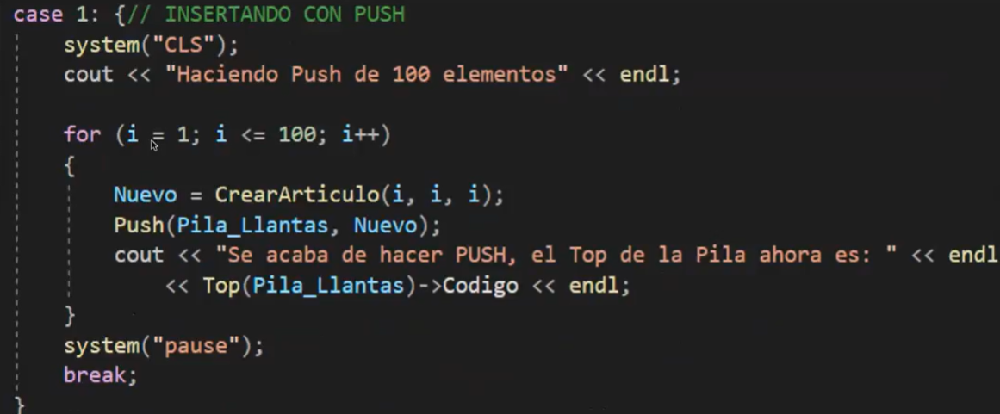 case 1: {// INSERTANDO CON PUSH
system("CLS");
cout << "Haciendo Push de 100 elementos" << endl;
for (i = 1; i <= 100; i++)
{
Nuevo = CrearArticulo(i, i, i);
Push(Pila_Llantas, Nuevo);
cout << "Se acaba de hacer PUSH, el Top de la Pila ahora es: " << endl
<< Top(Pila_Llantas)->Codigo << endl;
}
system("pause");
break;
}